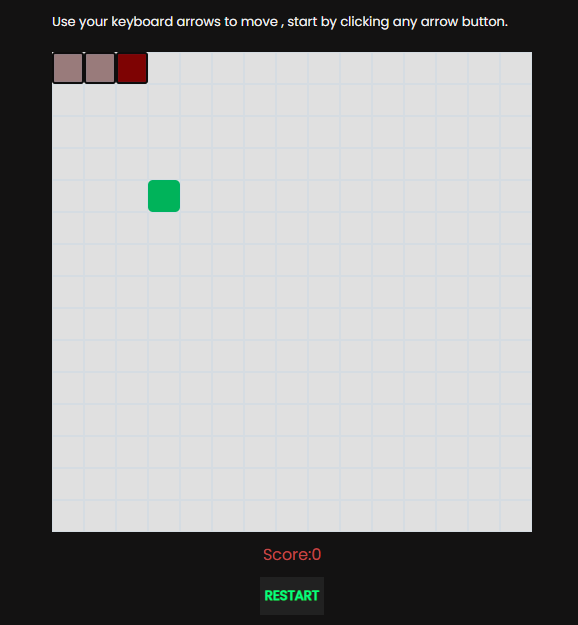 Use your keyboard arrows to move , start by clicking any arrow button.
Score:0
RESTART